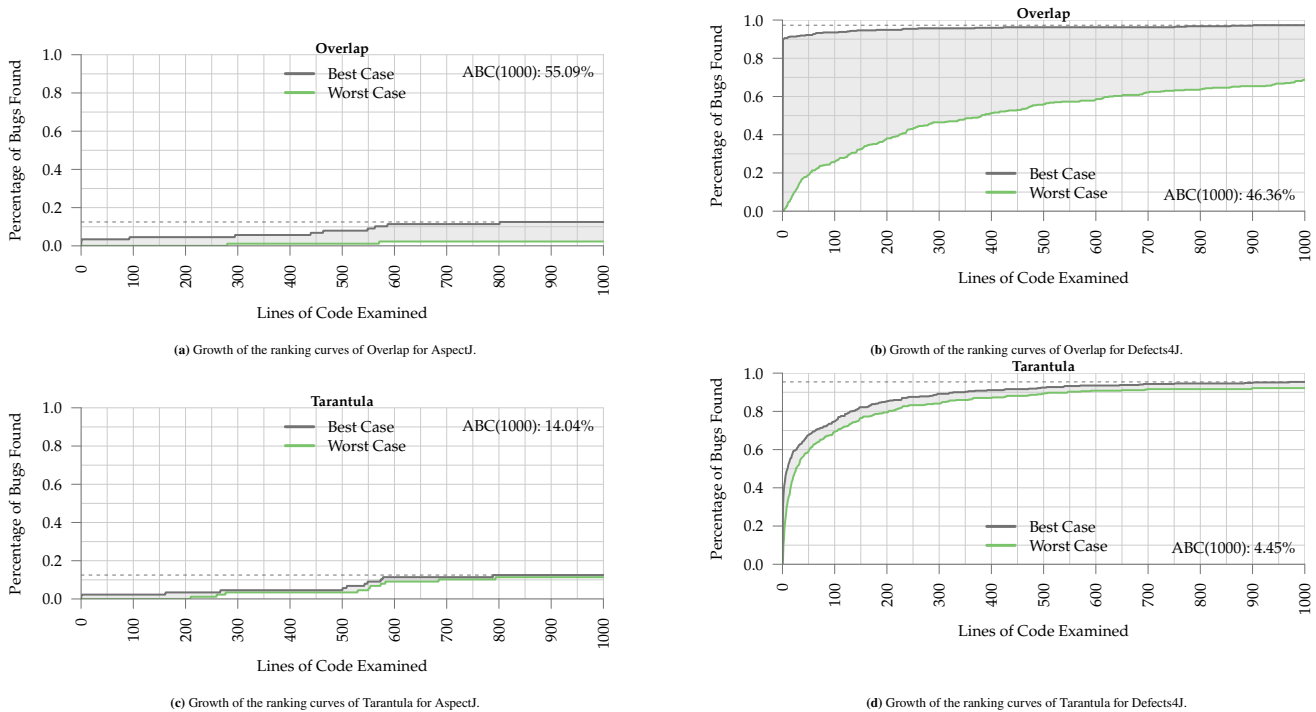 Overlap
Percentage of Bugs Found
1.0
0.8
0.6
0.4
0.2
0.0
Best Case
Worst Case
ABC(1000): 55.09%
0
100
200
300
400
500
600
700
800
900
1000
Lines of Code Examined
(a) Growth of the ranking curves of Overlap for AspectJ.
Overlap
Percentage of Bugs Found
1.0
0.8
0.6
0.4
0.2
0.0
Best Case
Worst Case
ABC(1000): 46.36%
0
100
200
300
400
500
600
700
800
900
1000
Lines of Code Examined
(b) Growth of the ranking curves of Overlap for Defects4J.
Tarantula
Percentage of Bugs Found
1.0
0.8
0.6
0.4
0.2
0.0
Best Case
Worst Case
ABC(1000): 14.04%
0
100
200
300
400
500
600
700
800
900
1000
Lines of Code Examined
(c) Growth of the ranking curves of Tarantula for AspectJ.
Tarantula
Percentage of Bugs Found
1.0
0.8
0.6
0.4
0.2
0.0
Best Case
Worst Case
ABC(1000): 4.45%
0
100
200
300
400
500
600
700
800
900
1000
Lines of Code Examined
(d) Growth of the ranking curves of Tarantula for Defects4J.